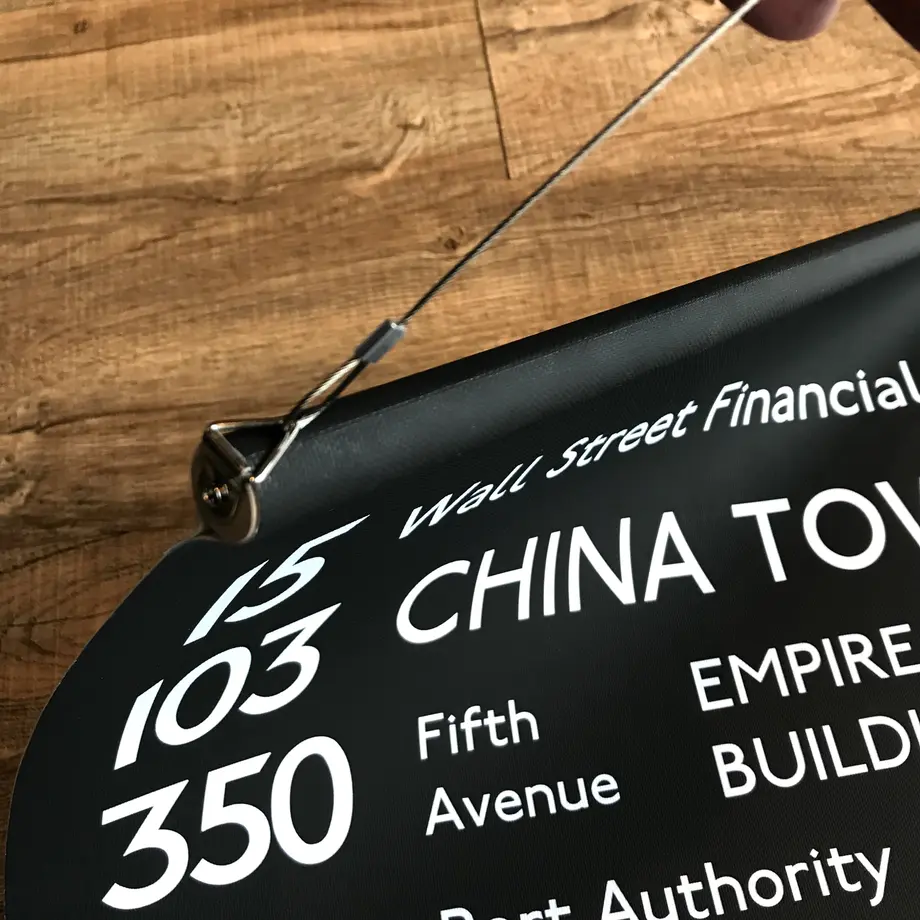 15 Wall Street Financial
103 CHINA TOW
350 Fifth Avenue EMPIRE BUILDI
Port Authority